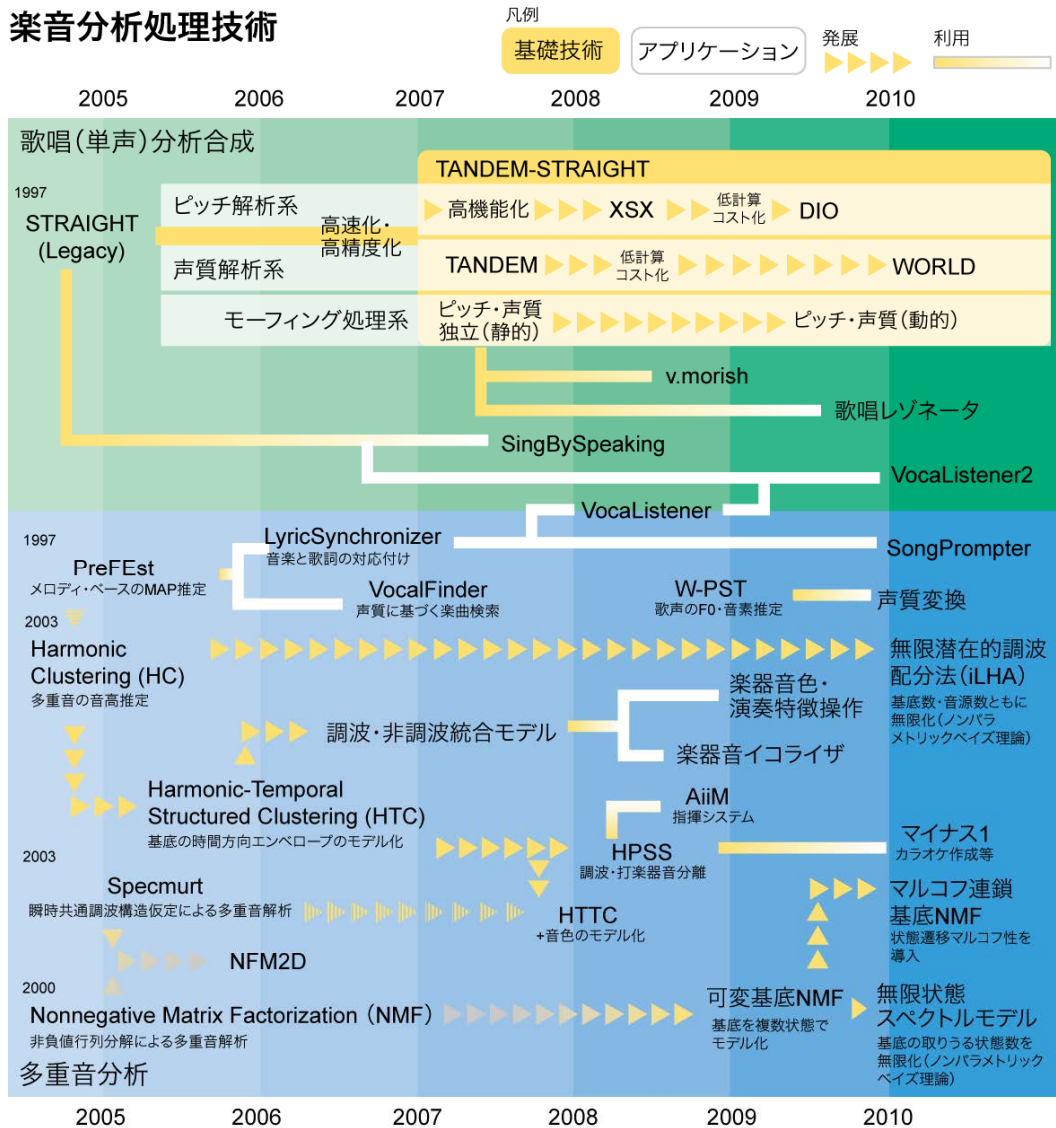 楽音分析処理技術
凡例
基礎技術
アプリケーション
発展
利用
2005 2006 2007 2008 2009 2010
歌唱(単声)分析合成
TANDEM-STRAIGHT
1997
STRAIGHT
(Legacy)
ピッチ解析系
高速化・
高精度化
高機能化
XSX
低計算
コスト化
DIO
声質解析系
TANDEM
低計算
コスト化
WORLD
モーフィング処理系
ピッチ・声質
独立(静的)
ピッチ・声質(動的)
v.morish
歌唱レゾネータ
SingBySpeaking
VocaListener2
VocaListener
1997
PreFEst
メロディ・ベースのMAP推定
LyricSynchronizer
音楽と歌詞の対応付け
SongPrompter
VocalFinder
声質に基づく楽曲検索
W-PST
歌声のF0・音素推定
声質変換
2003
Harmonic
Clustering (HC)
多重音の音高推定
無限潜在的調波
配分法(iLHA)
基底数・音源数ともに
無限化(ノンパラ
メトリックベイズ理論)
調波・非調波統合モデル
楽器音色・
演奏特徴操作
楽器音イコライザ
Harmonic-Temporal
Structured Clustering (HTC)
基底の時間方向エンベロープのモデル化
AiiM
指揮システム
HPSS
調波・打楽器音分離
マイナス1
カラオケ作成等
2003
Specmurt
瞬時共通調波構造仮定による多重音解析
HTTC
+音色のモデル化
マルコフ連鎖
基底NMF
状態遷移マルコフ性を
導入
NFM2D
2000
Nonnegative Matrix Factorization (NMF)
非負値行列分解による多重音解析
可変基底NMF
基底を複数状態で
モデル化
無限状態
スペクトルモデル
基底の取りうる状態数を
無限化(ノンパラメトリック
ベイズ理論)
多重音分析
2005 2006 2007 2008 2009 2010